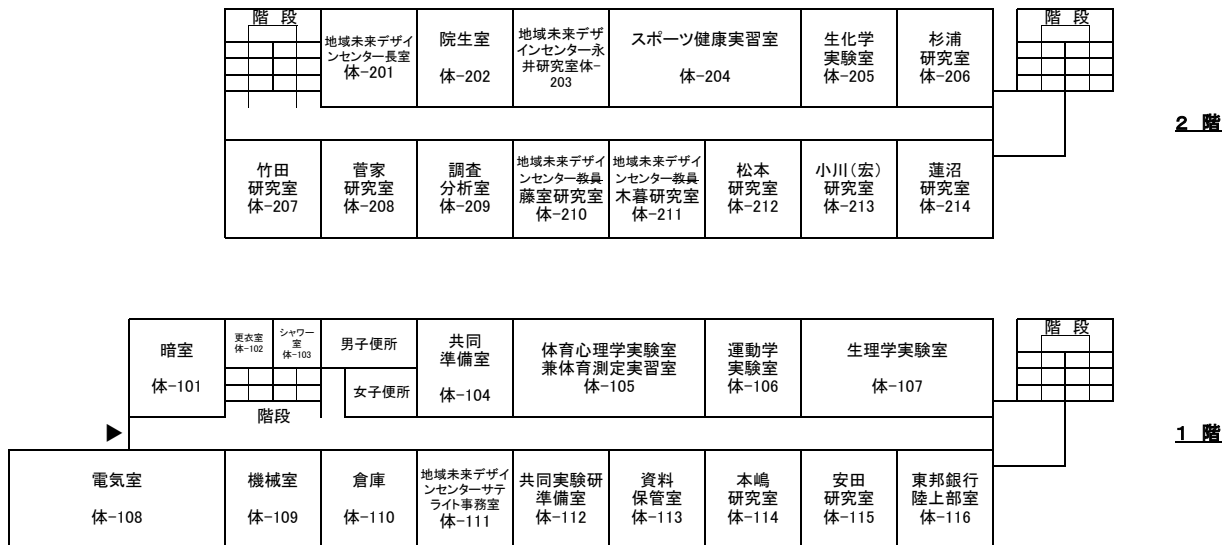 階 段
地域未来デザイ
ンセンター長室
体-201
院生室
体-202
地域未来デザ
インセンター永
井研究室体-
203
スポーツ健康実習室
体-204
生化学
実験室
体-205
杉浦
研究室
体-206
階 段
2 階
竹田
研究室
体-207
菅家
研究室
体-208
調査
分析室
体-209
地域未来デザイ
ンセンター教員
藤室研究室
体-210
地域未来デザイ
ンセンター教員
木暮研究室
体-211
松本
研究室
体-212
小川(宏)
研究室
体-213
蓮沼
研究室
体-214
暗室
体-101
更衣室
体-102
シャワー
室
体-103
男子便所
女子便所
階段
共同
準備室
体-104
体育心理学実験室
兼体育測定実習室
体-105
運動学
実験室
体-106
生理学実験室
体-107
階 段
▶
1 階
電気室
体-108
機械室
体-109
倉庫
体-110
地域未来デザイ
ンセンターサテ
ライト事務室
体-111
共同実験研
準備室
体-112
資料
保管室
体-113
本嶋
研究室
体-114
安田
研究室
体-115
東邦銀行
陸上部室
体-116